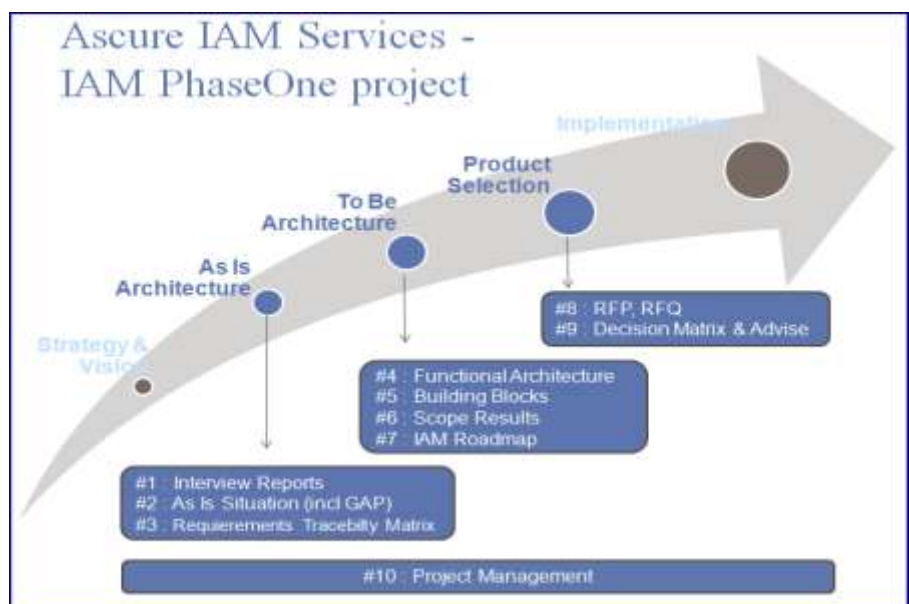 Ascure IAM Services -
IAM PhaseOne project
Implementation
Product
Selection
To Be
Architecture
As Is
Architecture
Strategy &
Vision
#8 : RFP, RFQ
#9 : Decision Matrix & Advise
#4 : Functional Architecture
#5 : Building Blocks
#6 : Scope Results
#7 : IAM Roadmap
#1 : Interview Reports
#2 : As Is Situation (incl GAP)
#3 : Requierements Tracebilty Matrix
#10 : Project Management